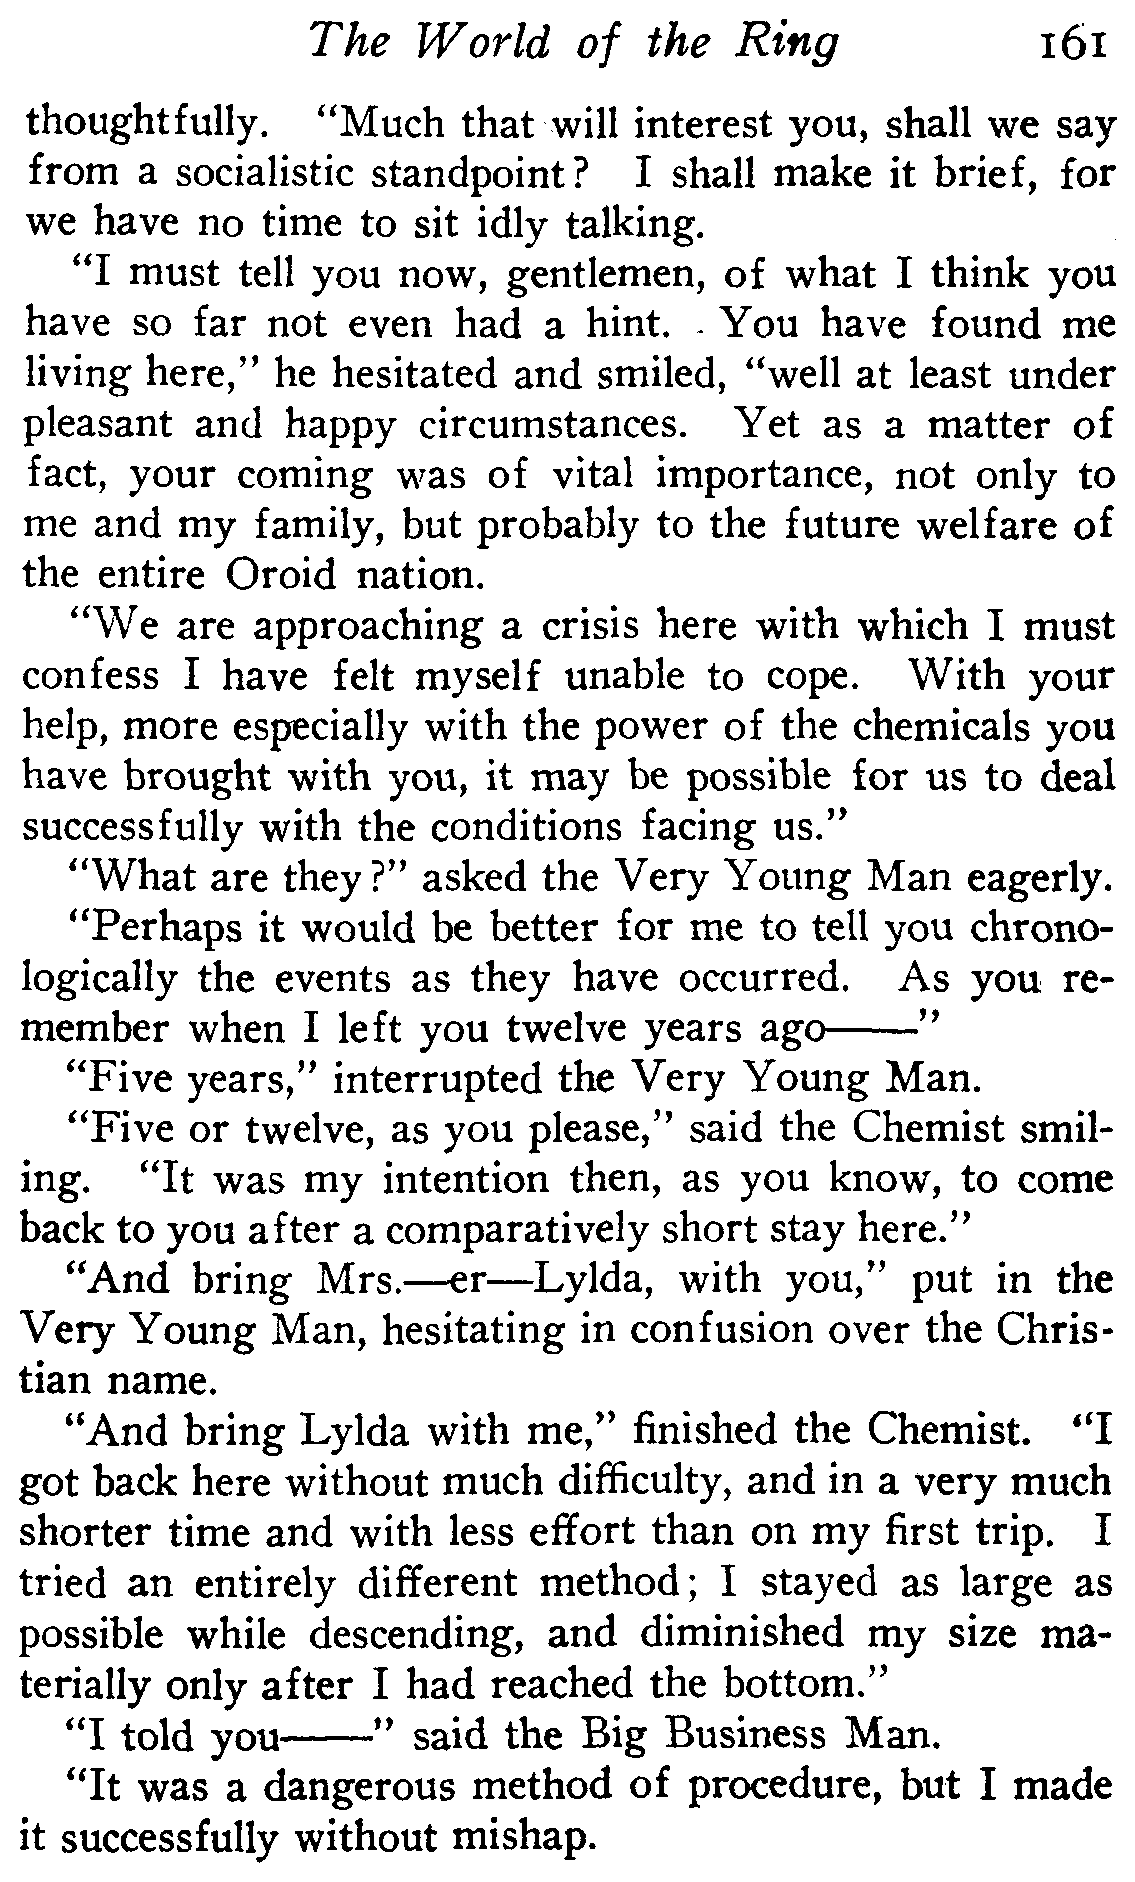 The World of the Ring 161
thoughtfully. "Much that will interest you, shall we say
from a socialistic standpoint? I shall make it brief, for
we have no time to sit idly talking.
"I must tell you now, gentlemen, of what I think you
have so far not even had a hint. You have found me
living here," he hesitated and smiled, "well at least under
pleasant and happy circumstances. Yet as a matter of
fact, your coming was of vital importance, not only to
me and my family, but probably to the future welfare of
the entire Oroid nation.
"We are approaching a crisis here with which I must
confess I have felt myself unable to cope. With your
help, more especially with the power of the chemicals you
have brought with you, it may be possible for us to deal
successfully with the conditions facing us."
"What are they?" asked the Very Young Man eagerly.
"Perhaps it would be better for me to tell you chrono-
logically the events as they have occurred. As you re-
member when I left you twelve years ago——"
"Five years," interrupted the Very Young Man.
"Five or twelve, as you please," said the Chemist smil-
ing. "It was my intention then, as you know, to come
back to you after a comparatively short stay here."
"And bring Mrs.—er—Lylda, with you," put in the
Very Young Man, hesitating in confusion over the Chris-
tian name.
"And bring Lylda with me," finished the Chemist. "I
got back here without much difficulty, and in a very much
shorter time and with less effort than on my first trip. I
tried an entirely different method; I stayed as large as
possible while descending, and diminished my size ma-
terially only after I had reached the bottom."
"I told you——" said the Big Business Man.
"It was a dangerous method of procedure, but I made
it successfully without mishap.